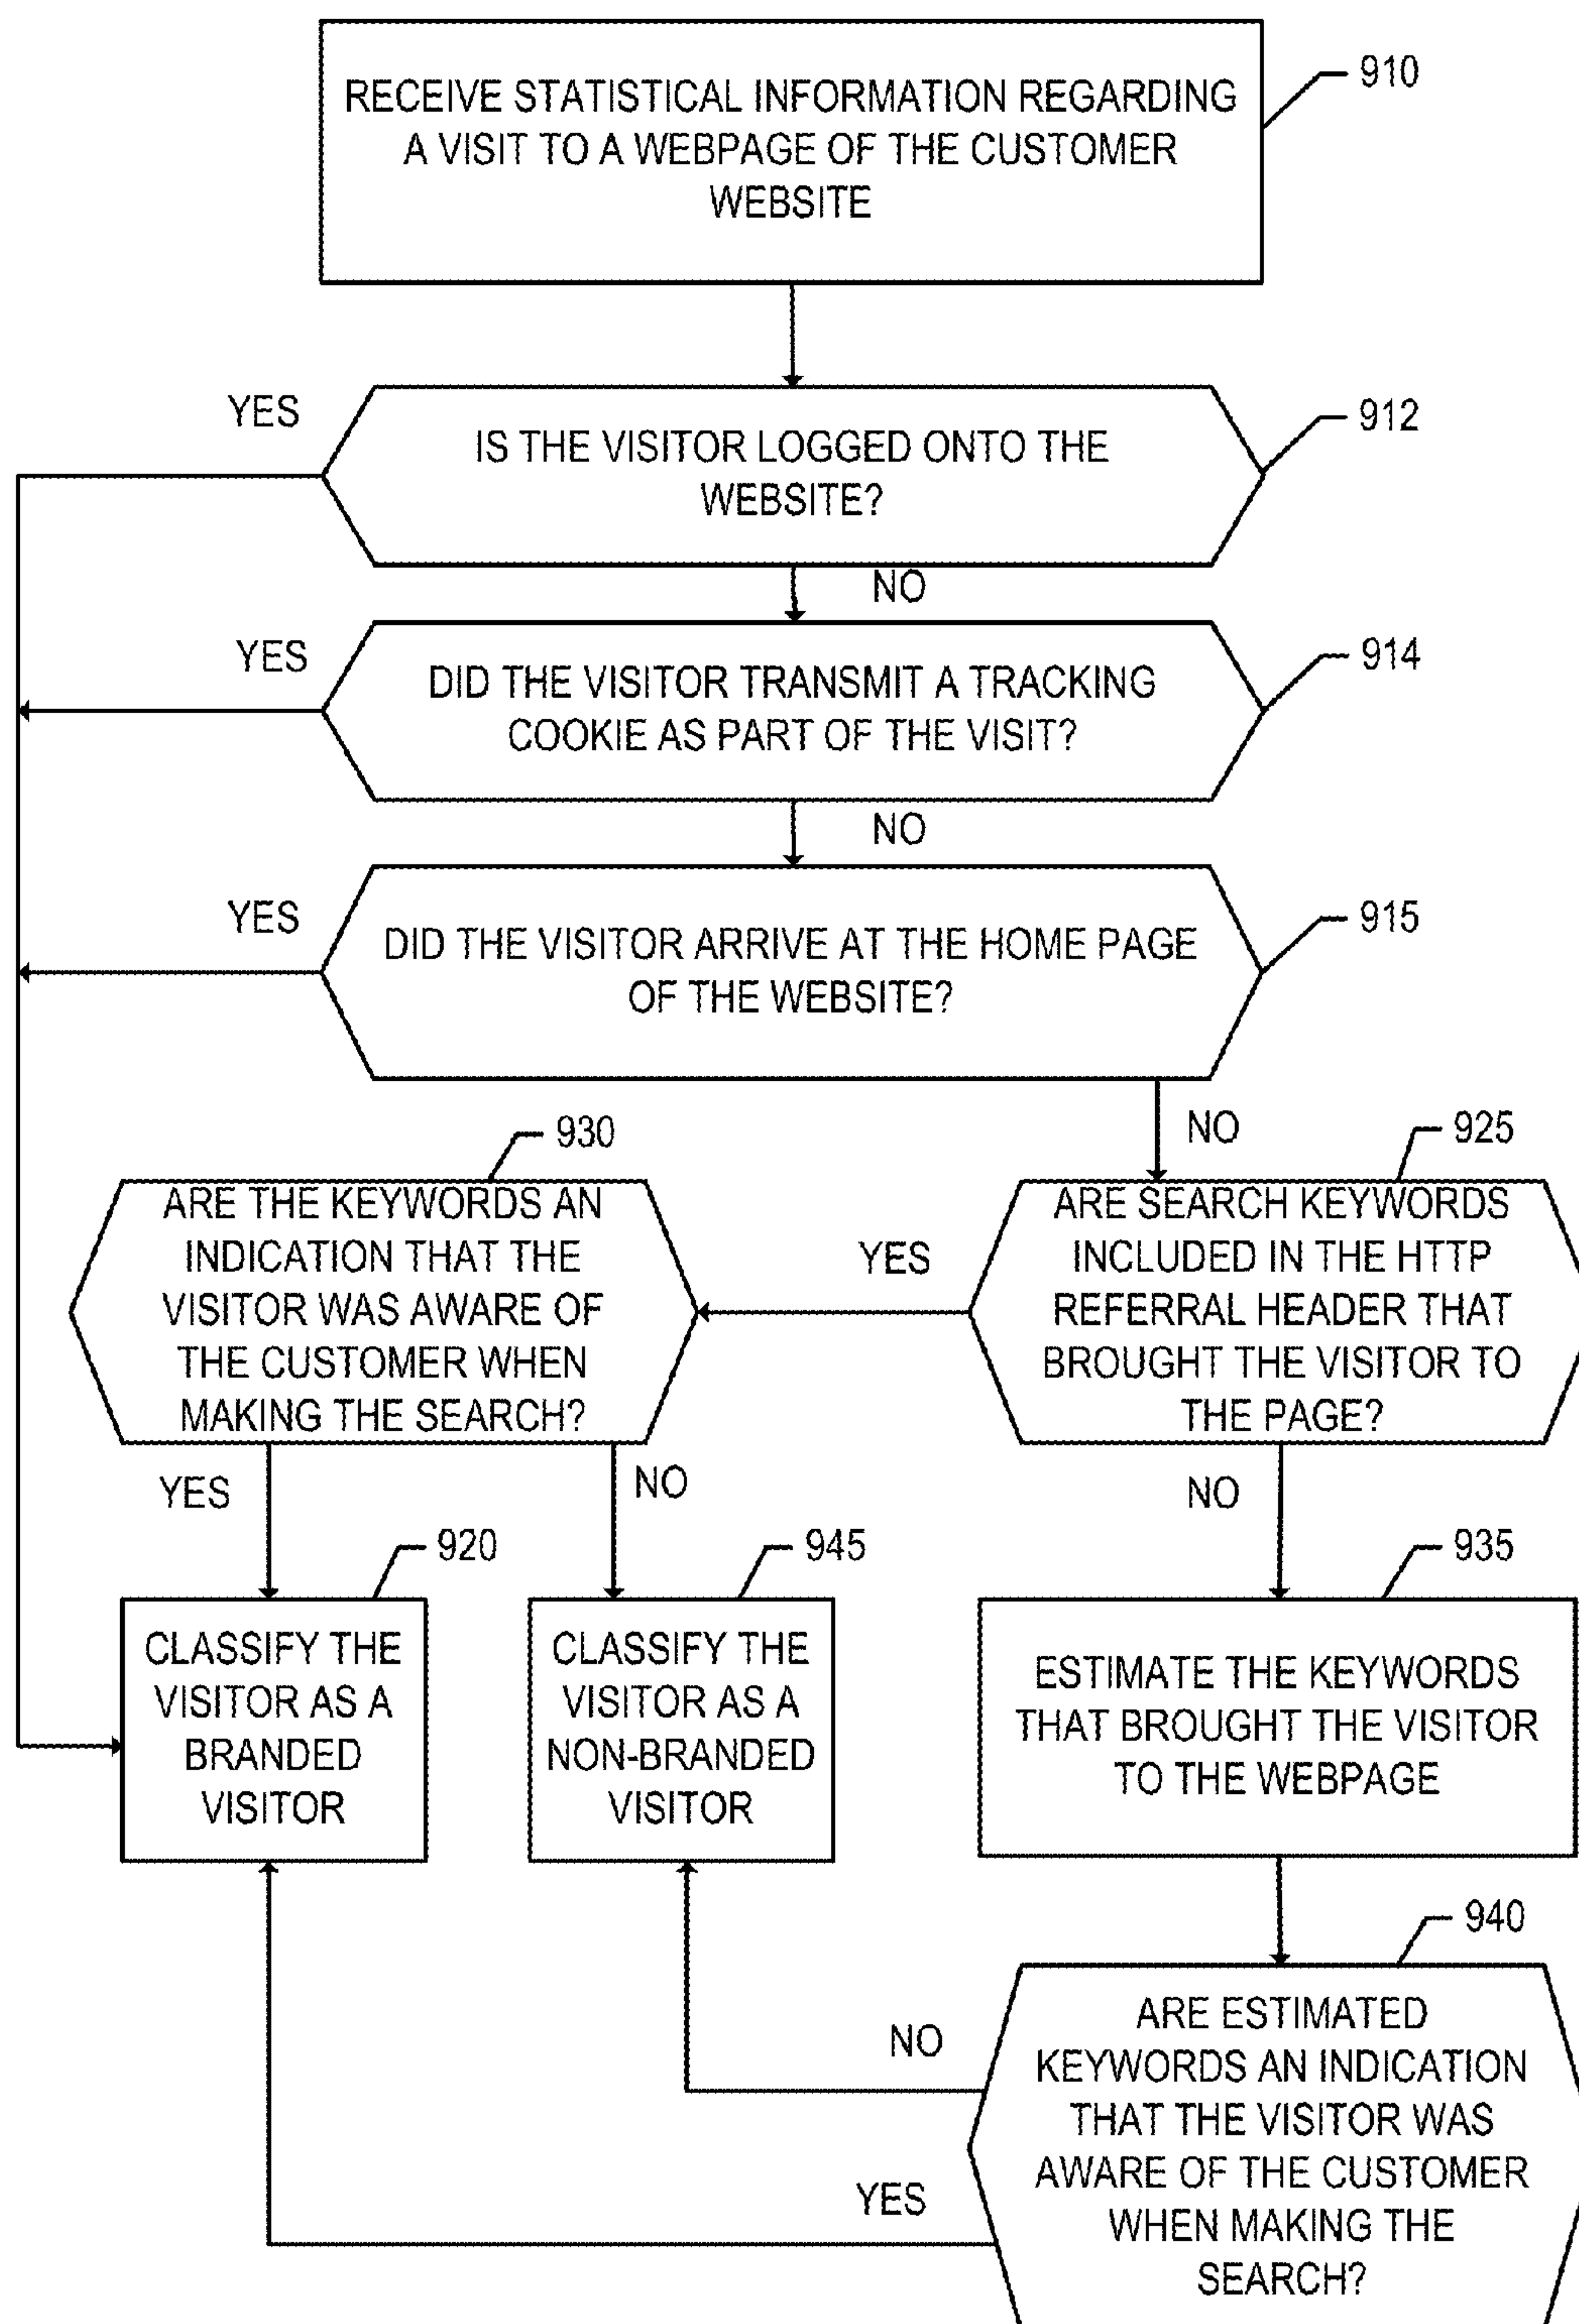 RECEIVE STATISTICAL INFORMATION REGARDING
A VISIT TO A WEBPAGE OF THE CUSTOMER
WEBSITE
910
YES
IS THE VISITOR LOGGED ONTO THE
WEBSITE?
912
NO
YES
DID THE VISITOR TRANSMIT A TRACKING
COOKIE AS PART OF THE VISIT?
914
NO
YES
DID THE VISITOR ARRIVE AT THE HOME PAGE
OF THE WEBSITE?
915
NO
930
ARE THE KEYWORDS AN
INDICATION THAT THE
VISITOR WAS AWARE OF
THE CUSTOMER WHEN
MAKING THE SEARCH?
YES
925
ARE SEARCH KEYWORDS
INCLUDED IN THE HTTP
REFERRAL HEADER THAT
BROUGHT THE VISITOR TO
THE PAGE?
YES
NO
NO
920
CLASSIFY THE
VISITOR AS A
BRANDED
VISITOR
945
CLASSIFY THE
VISITOR AS A
NON-BRANDED
VISITOR
935
ESTIMATE THE KEYWORDS
THAT BROUGHT THE VISITOR
TO THE WEBPAGE
940
NO
YES
ARE ESTIMATED
KEYWORDS AN INDICATION
THAT THE VISITOR WAS
AWARE OF THE CUSTOMER
WHEN MAKING THE
SEARCH?